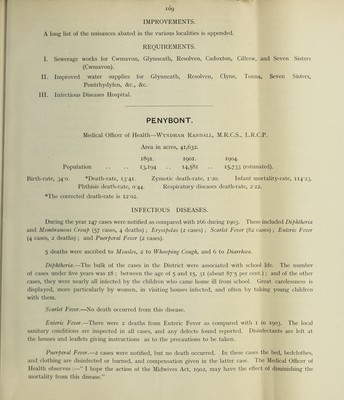 169
IMPROVEMENTS.
A long list of the nuisances abated in the various localities is appended.
REQUIREMENTS.
I. Sewerage works for Cwmavon, Glynneath, Resolven, Cadoxton, Cilfrew, and Seven Sisters
(Cwmavon).
II. Improved water supplies for Glynneath, Resolven, Clyne, Tonna, Seven Sisters,
Pontrhydyfen, &c., &c.
III. Infectious Diseases Hospital.
PENYBONT.
Medical Officer of Health—WYNDHAM RANDALL, M.R.C.S., L.R.C.P.
Area in acres, 41,632.
1891. 1901. 1904.
Population .. .. 13,194 .. 14,581 .. 15,733 (estimated).
Birth-rate, 34·0. *Death-rate, 13·41. Zymotic death-rate, 1·20. Infant mortality-rate, 114·23.
Phthisis death-rate, 0·44. Respiratory diseases death-rate, 2·22.
*The corrected death-rate is 12·02.
INFECTIOUS DISEASES.
During the year 147 cases were notified as compared with 166 during 1903. These included Diphtheria
and Membranous Croup (57 cases, 4 deaths) ; Erysipelas (2 cases) ; Scarlet Fever (82 cases) ; Enteric Fever
(4 cases, 2 deaths) ; and Puerperal Fever (2 cases).
5 deaths were ascribed to Measles, 2 to Whooping Cough, and 6 to Diarrhœa.
Diphtheria.—The bulk of the cases in the District were associated with school life. The number
of cases under five years was 18 ; between the age of 5 and 15, 31 (about 87·5 per cent.) ; and of the other
cases, they were nearly all infected by the children who came home ill from school. Great carelessness is
displayed, more particularly by women, in visiting houses infected, and often by taking young children
with them.
Scarlet Fever.—No death occurred from this disease.
Enteric Fever.—There were 2 deaths from Enteric Fever as compared with 1 in 1903. The local
sanitary conditions are inspected in all cases, and any defects found reported. Disinfectants are left at
the houses and leaflets giving instructions as to the precautions to be taken.
Puerperal Fever.—2 cases were notified, but no death occurred. In these cases the bed, bedclothes,
and clothing are disinfected or burned, and compensation given in the latter case. The Medical Officer of
Health observes :—" I hope the action of the Midwives Act, 1902, may have the effect of diminishing the
mortality from this disease."